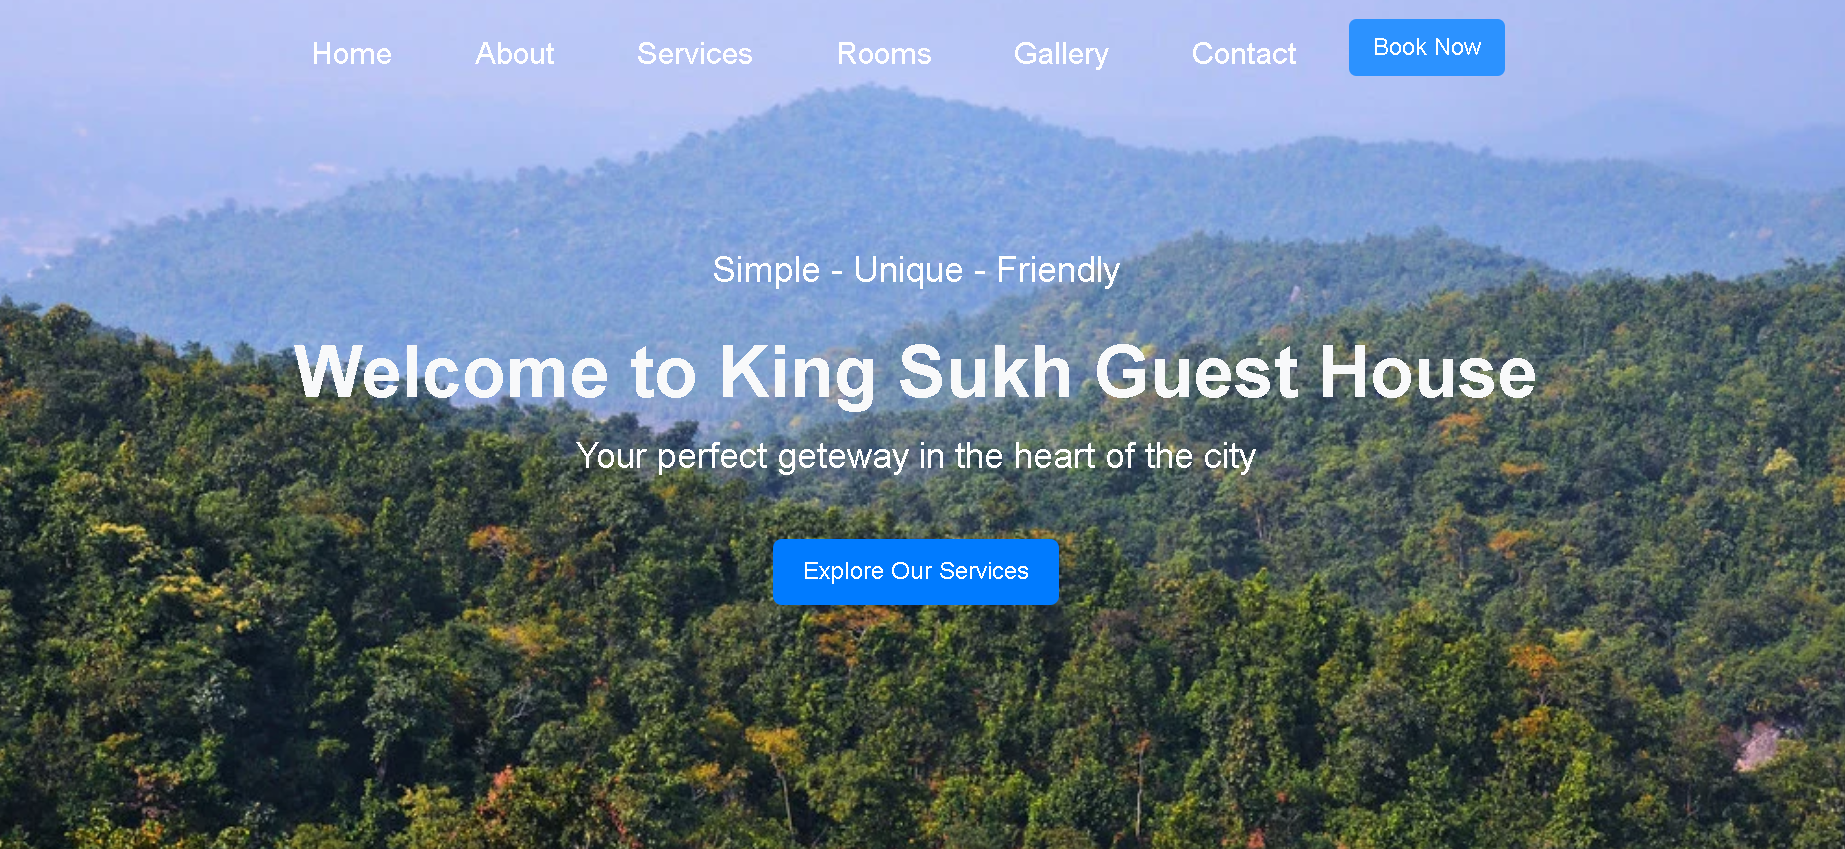 Home About Services Rooms Gallery Contact Book Now
Simple - Unique - Friendly
Welcome to King Sukh Guest House
Your perfect geteway in the heart of the city
Explore Our Services